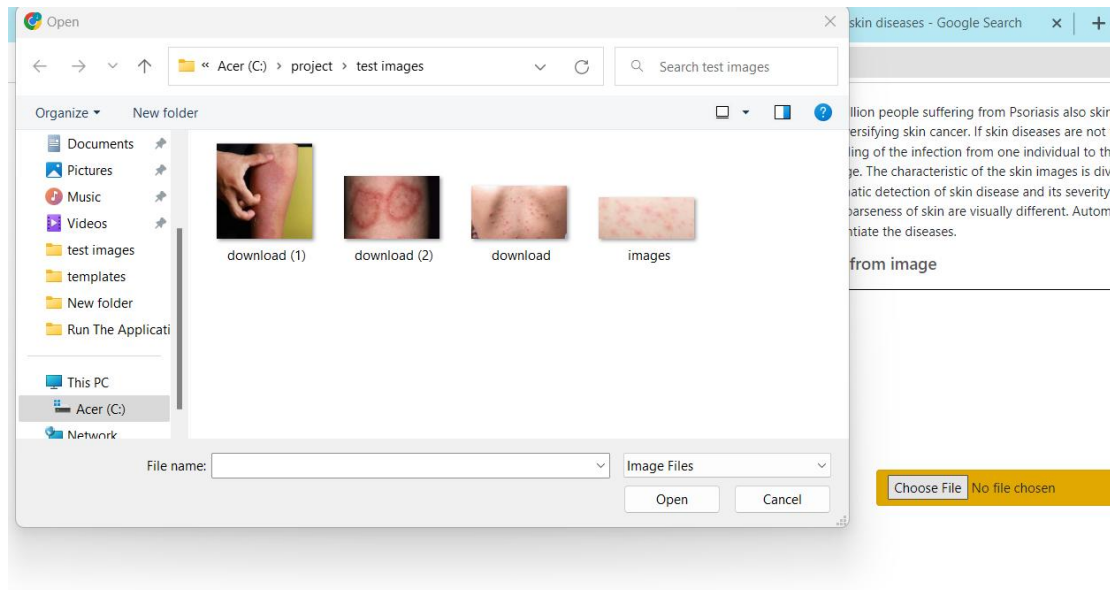 Open
skin diseases - Google Search
« Acer (C:) › project › test images
Search test images
Organize
New folder
Documents
Pictures
Music
Videos
test images
templates
New folder
Run The Applicati
This PC
Acer (C:)
Network
download (1)
download (2)
download
images
File name:
Image Files
Open
Cancel
llion people suffering from Psoriasis also skin
ersifying skin cancer. If skin diseases are not
ling of the infection from one individual to th
ge. The characteristic of the skin images is div
atic detection of skin disease and its severity
parseness of skin are visually different. Autom
ntiate the diseases.
from image
Choose File No file chosen